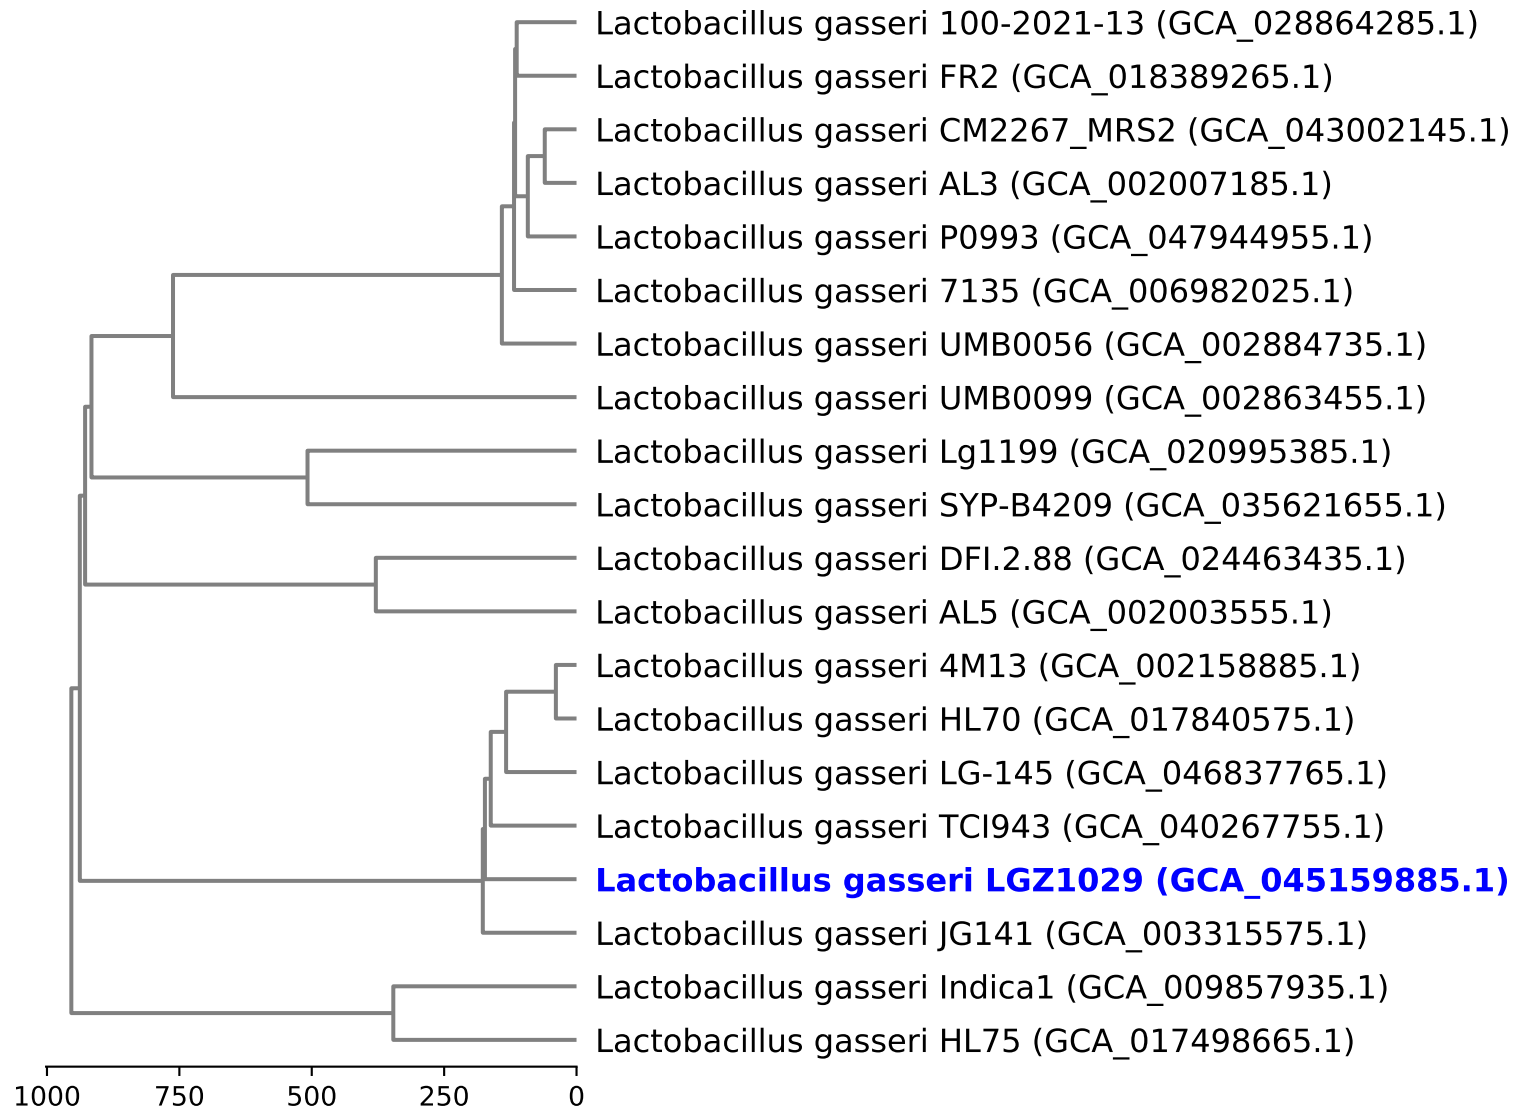 Lactobacillus gasseri 100-2021-13 (GCA_028864285.1)
Lactobacillus gasseri FR2 (GCA_018389265.1)
Lactobacillus gasseri CM2267_MRS2 (GCA_043002145.1)
Lactobacillus gasseri AL3 (GCA_002007185.1)
Lactobacillus gasseri P0993 (GCA_047944955.1)
Lactobacillus gasseri 7135 (GCA_006982025.1)
Lactobacillus gasseri UMB0056 (GCA_002884735.1)
Lactobacillus gasseri UMB0099 (GCA_002863455.1)
Lactobacillus gasseri Lg1199 (GCA_020995385.1)
Lactobacillus gasseri SYP-B4209 (GCA_035621655.1)
Lactobacillus gasseri DFI.2.88 (GCA_024463435.1)
Lactobacillus gasseri AL5 (GCA_002003555.1)
Lactobacillus gasseri 4M13 (GCA_002158885.1)
Lactobacillus gasseri HL70 (GCA_017840575.1)
Lactobacillus gasseri LG-145 (GCA_046837765.1)
Lactobacillus gasseri TCI943 (GCA_040267755.1)
Lactobacillus gasseri LGZ1029 (GCA_045159885.1)
Lactobacillus gasseri JG141 (GCA_003315575.1)
Lactobacillus gasseri Indica1 (GCA_009857935.1)
Lactobacillus gasseri HL75 (GCA_017498665.1)
1000 750 500 250 0